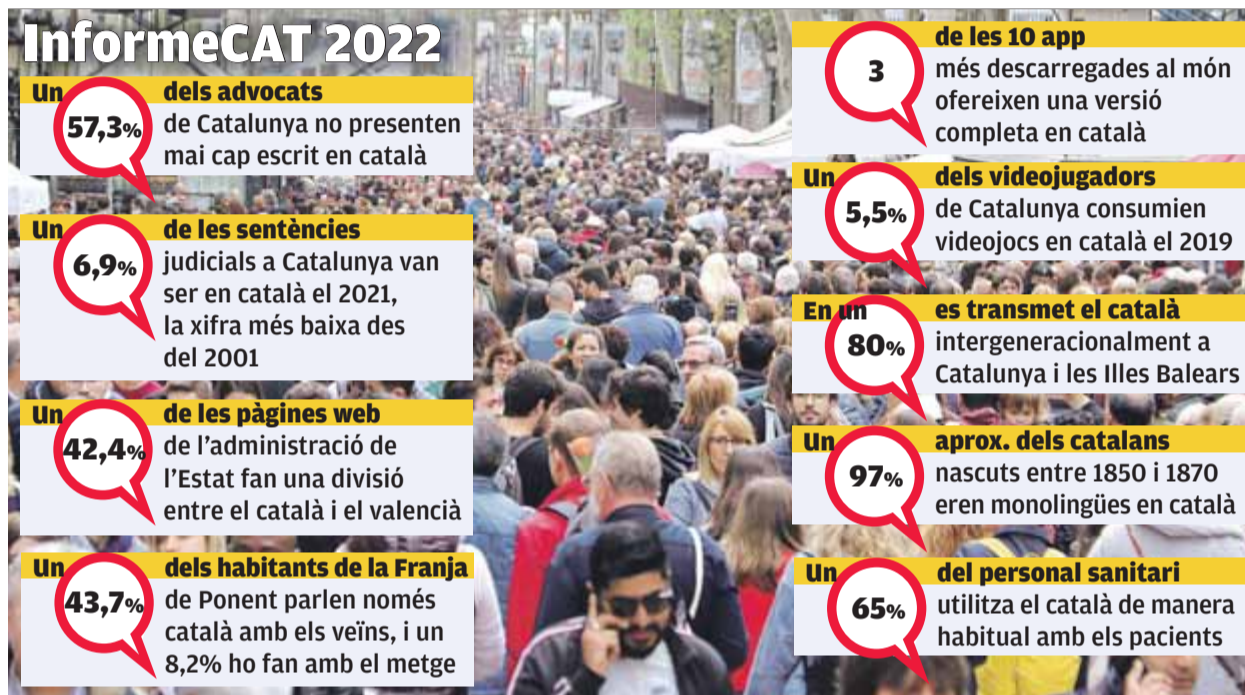 InformeCAT 2022
Un 57,3% dels advocats
de Catalunya no presenten
mai cap escrit en català
Un 6,9% de les sentències
judicials a Catalunya van
ser en català el 2021,
la xifra més baixa des
del 2001
Un 42,4% de les pàgines web
de l'administració de
l'Estat fan una divisió
entre el català i el valencià
Un 43,7% dels habitants de la Franja
de Ponent parlen només
català amb els veïns, i un
8,2% ho fan amb el metge
3 de les 10 app
més descarregades al món
ofereixen una versió
completa en català
Un 5,5% dels videojugadors
de Catalunya consumien
videojocs en català el 2019
En un 80% es transmet el català
intergeneracionalment a
Catalunya i les Illes Balears
Un 97% aprox. dels catalans
nascuts entre 1850 i 1870
eren monolingües en català
Un 65% del personal sanitari
utilitza el català de manera
habitual amb els pacients